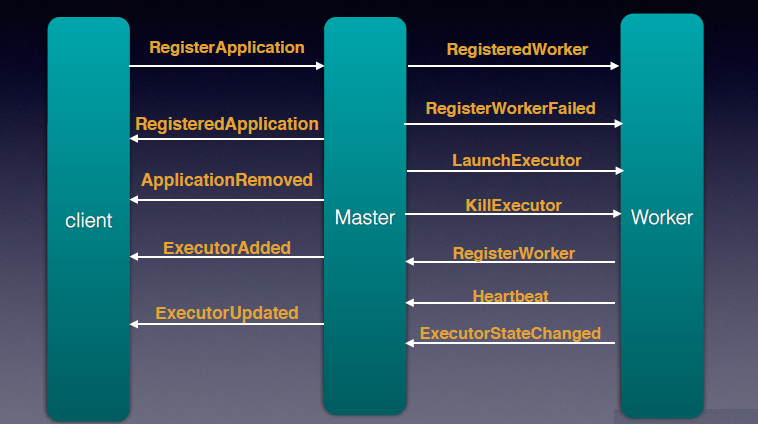 RegisterApplication
RegisteredWorker
RegisteredApplication
RegisterWorkerFailed
ApplicationRemoved
LaunchExecutor
KillExecutor
client
Master
Worker
ExecutorAdded
RegisterWorker
ExecutorUpdated
Heartbeat
ExecutorStateChanged